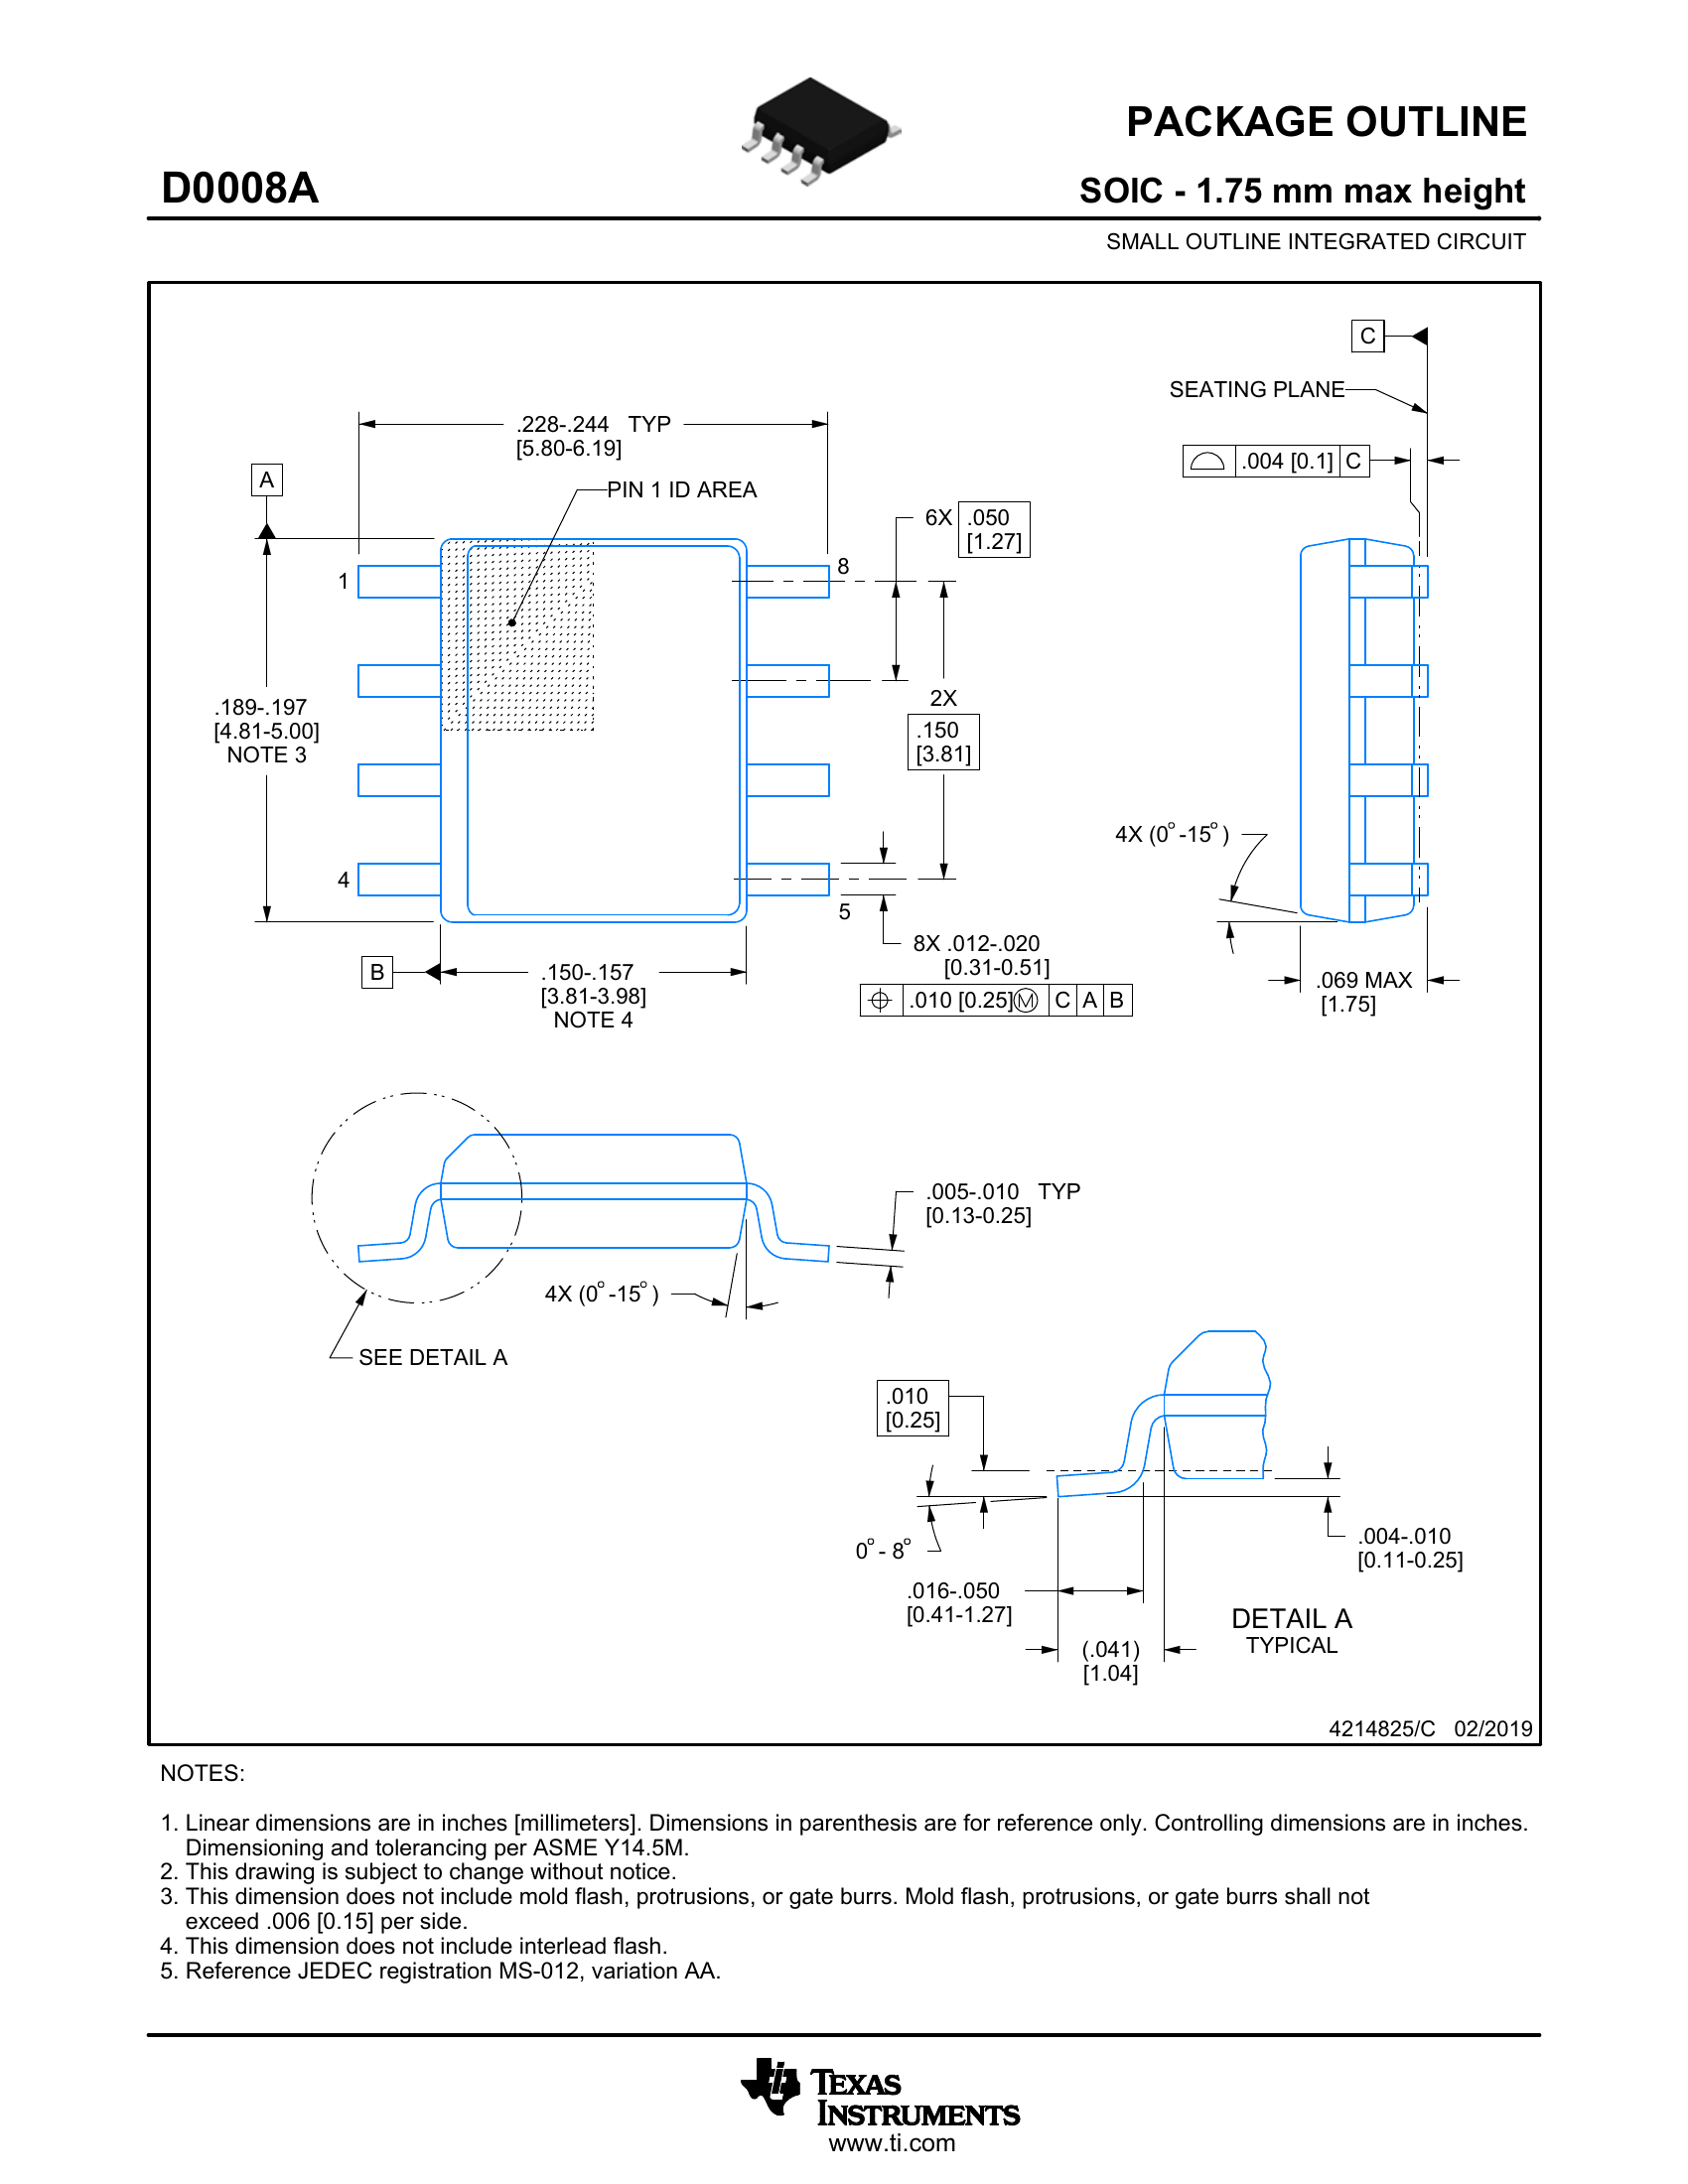 PACKAGE OUTLINE
D0008A
SOIC - 1.75 mm max height
SMALL OUTLINE INTEGRATED CIRCUIT
C
SEATING PLANE
.228-.244 TYP
[5.80-6.19]
.004 [0.1] C
A
PIN 1 ID AREA
6X .050
[1.27]
1
8
2X
.189-.197
[4.81-5.00]
NOTE 3
.150
[3.81]
4X (0°-15°)
4
5
8X .012-.020
[0.31-0.51]
B
.150-.157
[3.81-3.98]
NOTE 4
.010 [0.25]Ⓜ C A B
.069 MAX
[1.75]
.005-.010 TYP
[0.13-0.25]
4X (0°-15°)
SEE DETAIL A
.010
[0.25]
0°- 8°
.004-.010
[0.11-0.25]
.016-.050
[0.41-1.27]
DETAIL A
TYPICAL
(.041)
[1.04]
4214825/C 02/2019
NOTES:
1. Linear dimensions are in inches [millimeters]. Dimensions in parenthesis are for reference only. Controlling dimensions are in inches.
Dimensioning and tolerancing per ASME Y14.5M.
2. This drawing is subject to change without notice.
3. This dimension does not include mold flash, protrusions, or gate burrs. Mold flash, protrusions, or gate burrs shall not
exceed .006 [0.15] per side.
4. This dimension does not include interlead flash.
5. Reference JEDEC registration MS-012, variation AA.
TEXAS
INSTRUMENTS
www.ti.com